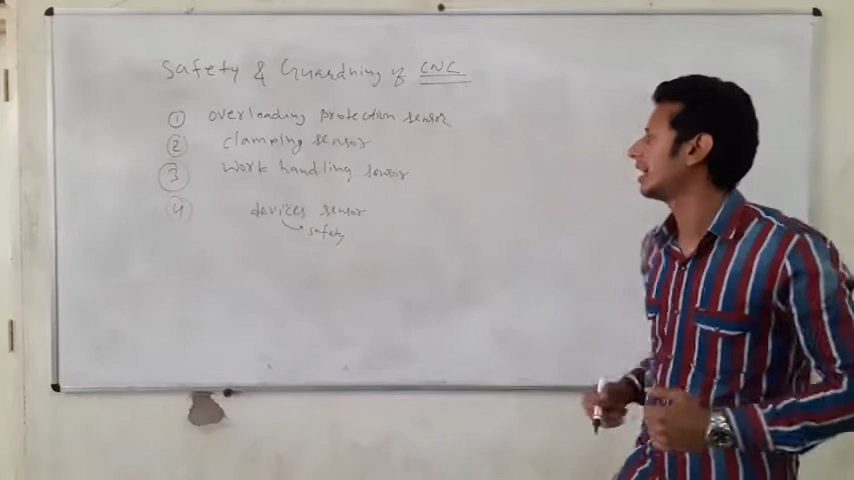 Safety & Guardning of CNC
① overloading protection sensor
② clamping sensor
③ work handling sensor
④ devices sensor
safety